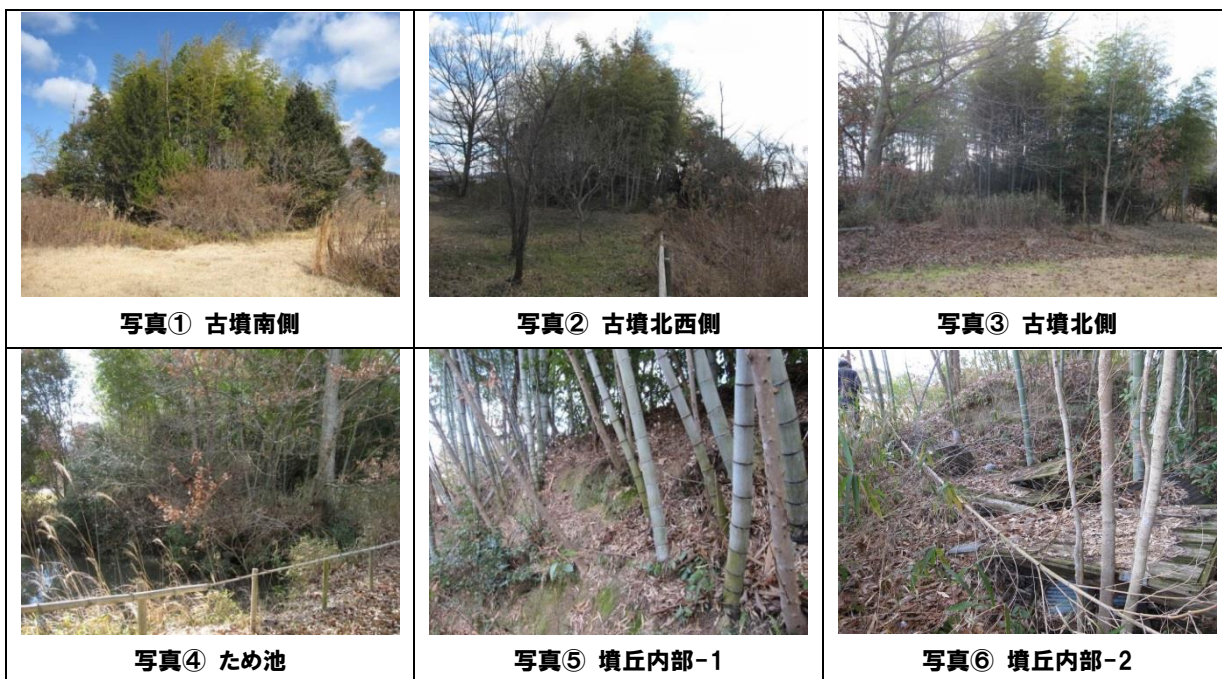 写真① 古墳南側
写真② 古墳北西側
写真③ 古墳北側
写真④ ため池
写真⑤ 墳丘内部-1
写真⑥ 墳丘内部-2